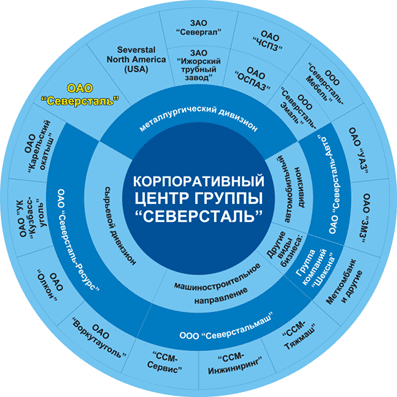 КОРПОРАТИВНЫЙ
ЦЕНТР ГРУППЫ
“СЕВЕРСТАЛЬ”
металлургический дивизион
автомобильный
дивизион
Другие
виды
бизнеса:
машиностроительное
направление
сырьевой дивизион
ОАО
“Северсталь”
Severstal
North America
(USA)
ЗАО
“Севергал”
ЗАО
“Ижорский
трубный
завод”
ОАО
“ЧСПЗ”
ОАО
“ОСПАЗ”
ООО
“Северсталь-
Мебель”
ООО
“Северсталь-
Эмаль”
ОАО “Северсталь-Авто”
ОАО “УАЗ”
ОАО “ЗМЗ”
Группа
компаний
“Шексна”
Меткомбанк
и другие
ООО “Северстальмаш”
“ССМ-
Тяжмаш”
“ССМ-
Инжиниринг”
“ССМ-
Сервис”
ОАО “Северсталь-Ресурс”
ОАО
“Воркутауголь”
ОАО
“Олкон”
ОАО “УК
“Кузбасс-
уголь”
ОАО
“Карельский
окатыш”